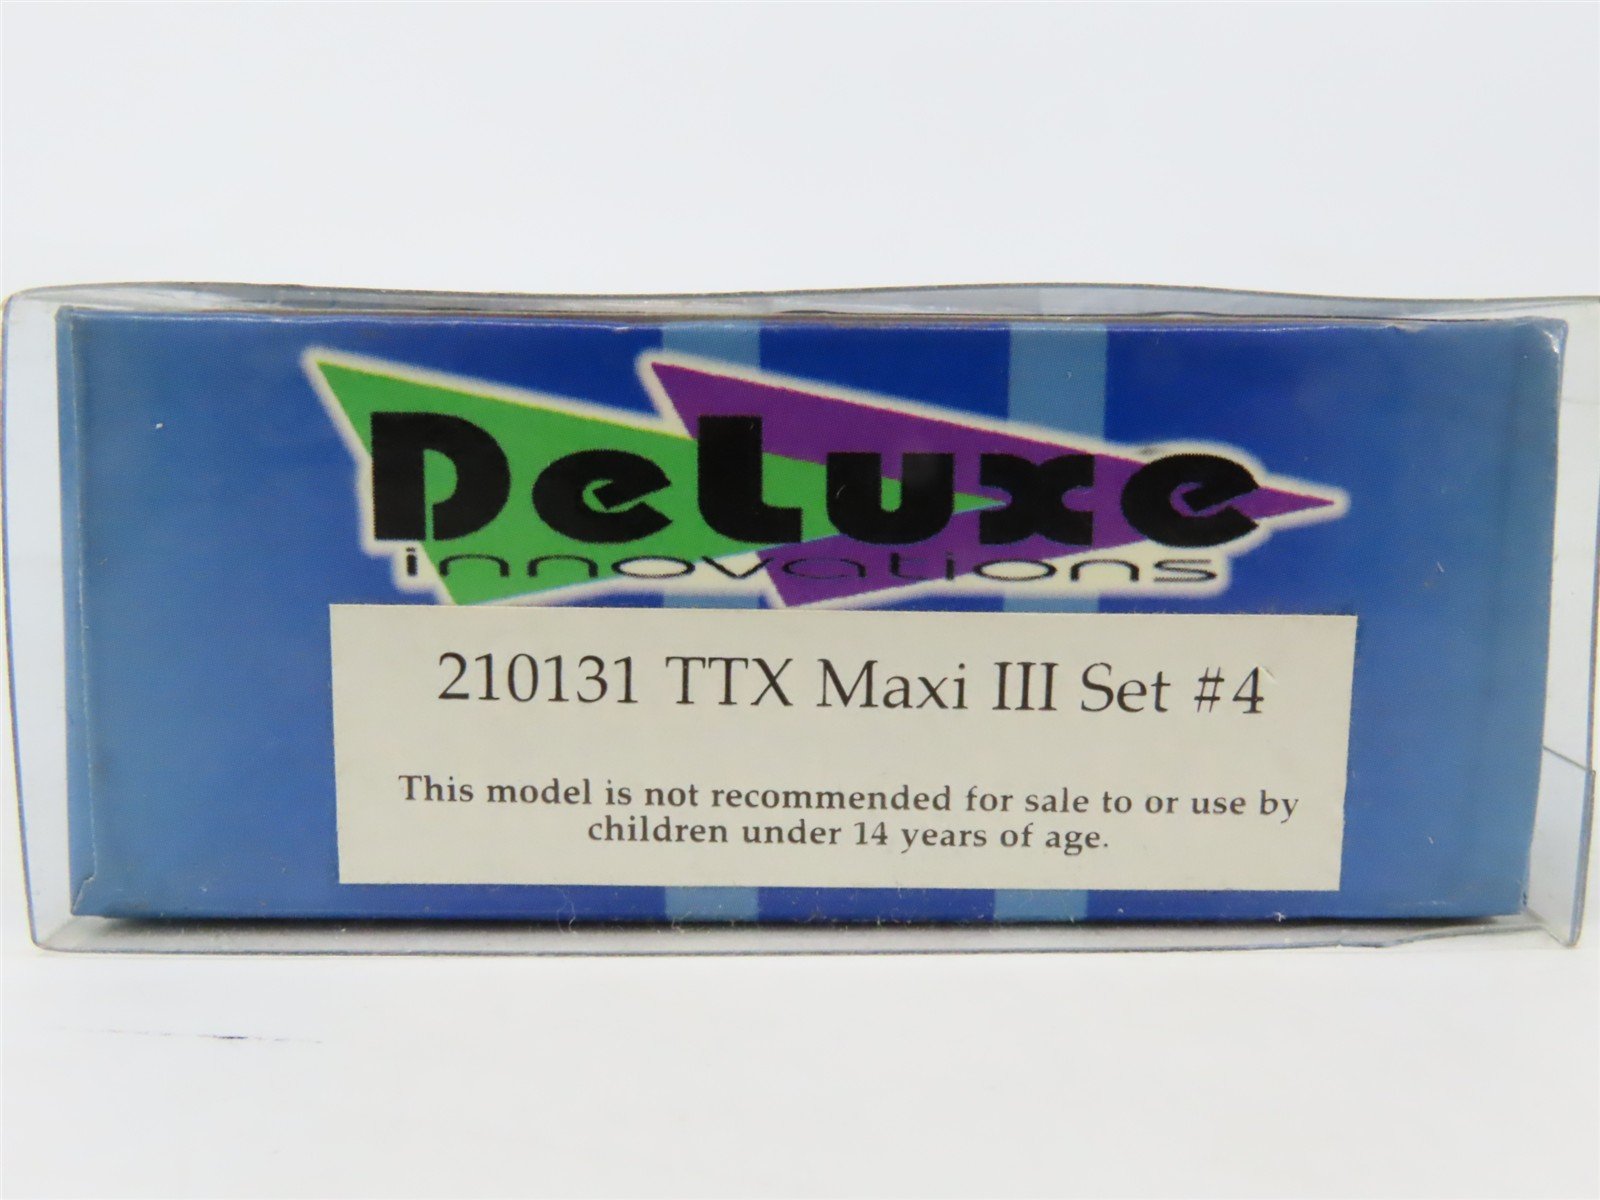 DeLuxe
innovations
210131 TTX Maxi III Set #4
This model is not recommended for sale to or use by
children under 14 years of age.